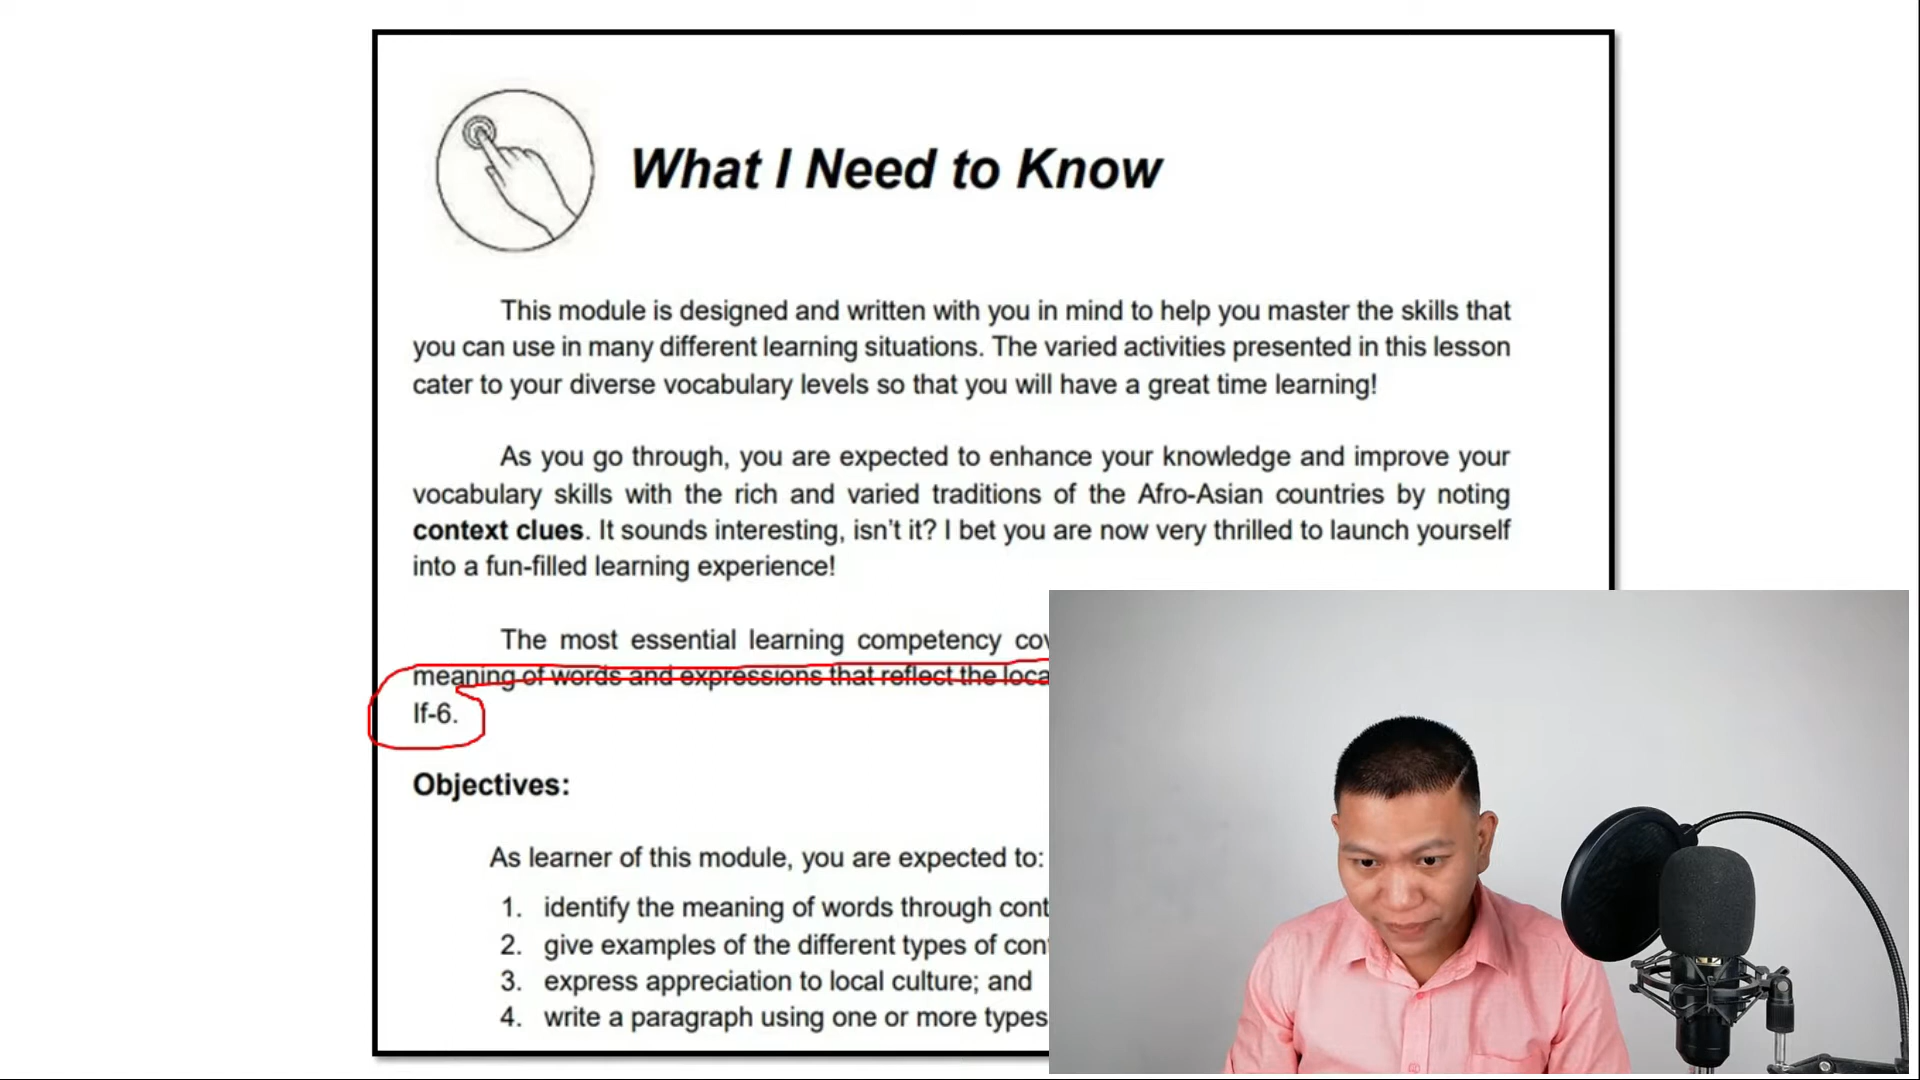 What I Need to Know
This module is designed and written with you in mind to help you master the skills that
you can use in many different learning situations. The varied activities presented in this lesson
cater to your diverse vocabulary levels so that you will have a great time learning!
As you go through, you are expected to enhance your knowledge and improve your
vocabulary skills with the rich and varied traditions of the Afro-Asian countries by noting
context clues. It sounds interesting, isn't it? I bet you are now very thrilled to launch yourself
into a fun-filled learning experience!
The most essential learning competency
meaning of words and expressions that reflect the
If-6.
Objectives:
As learner of this module, you are expected to:
1. identify the meaning of words through
2. give examples of the different types of
3. express appreciation to local culture; and
4. write a paragraph using one or more types